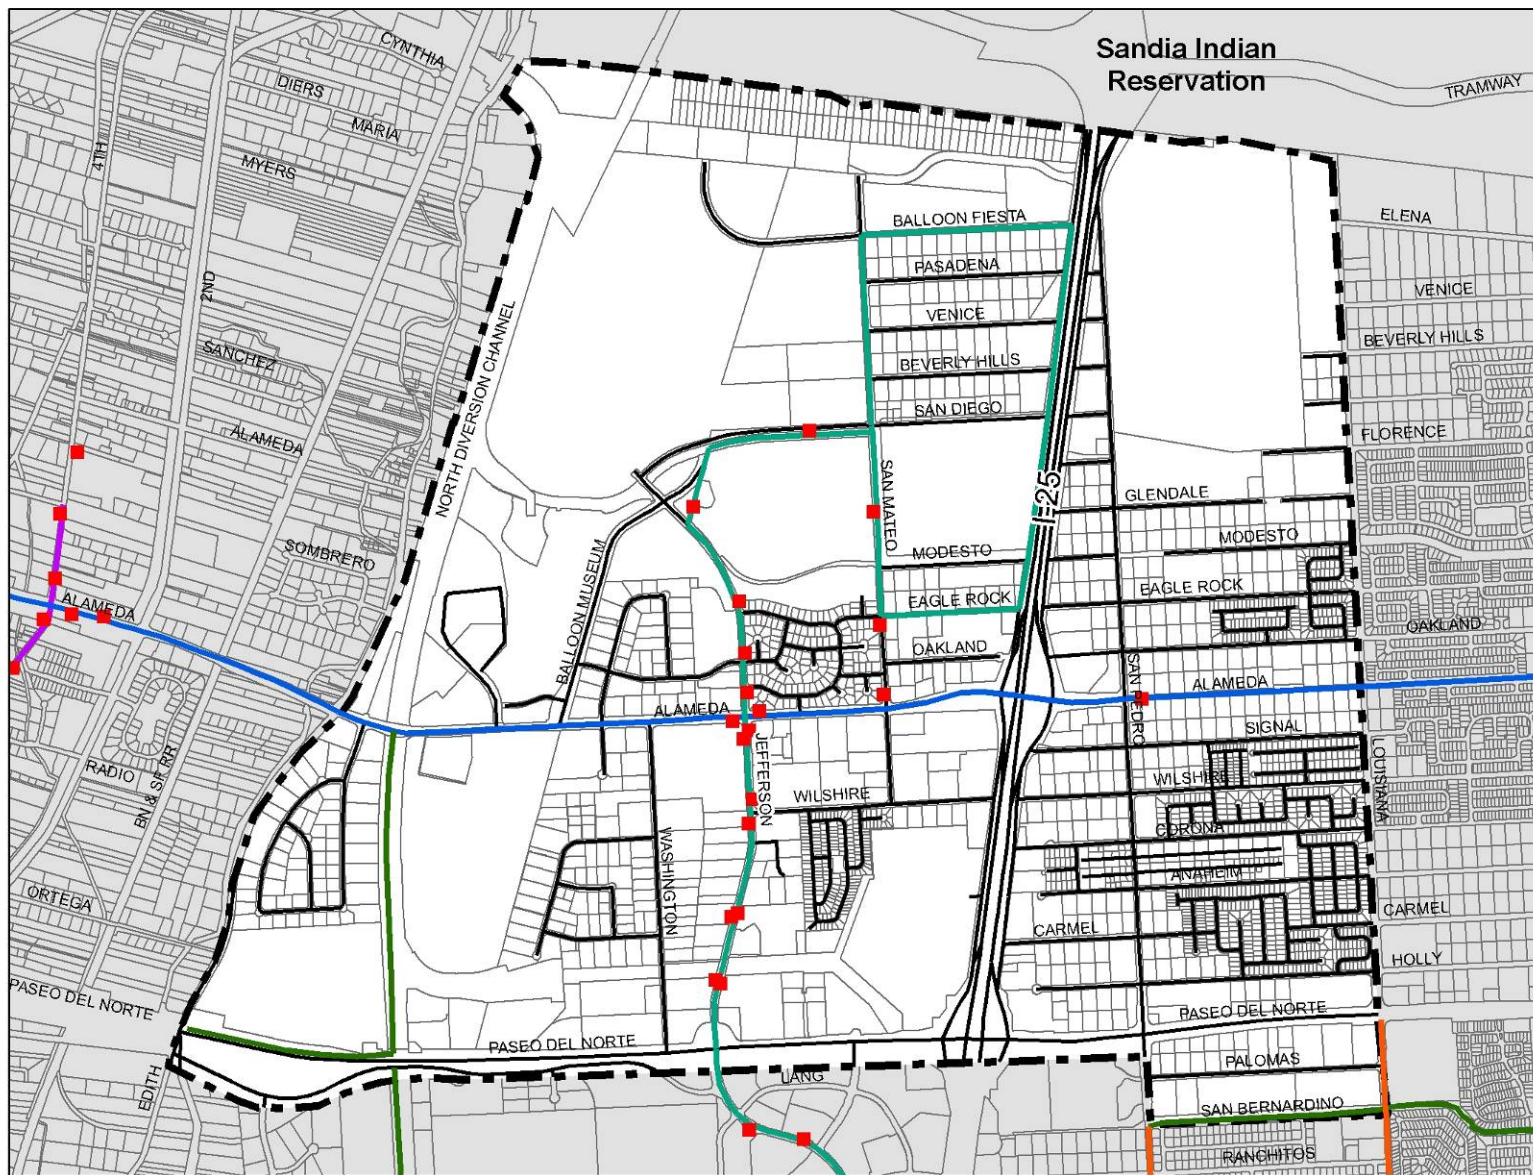 Sandia Indian
Reservation
TRAMWAY
CYNTHIA
DIERS
MARIA
MYERS
4TH
2ND
SANCHEZ
ALAMEDA
SOMBRERO
NORTH DIVERSION CHANNEL
BALLOON FIESTA
PASADENA
VENICE
BEVERLY HILLS
SAN DIEGO
ELENA
VENICE
BEVERLY HILLS
FLORENCE
I-25
SAN MATEO
GLENDALE
MODESTO
MODESTO
EAGLE ROCK
EAGLE ROCK
OAKLAND
OAKLAND
BALLOON MUSEUM
ALAMEDA
ALAMEDA
ALAMEDA
SAN PEDRO
SIGNAL
WILSHIRE
WILSHIRE
JEFFERSON
WASHINGTON
LOUISIANA
CORONA
ANAHEIM
CARMEL
CARMEL
HOLLY
RADIO
BN & SF RR
ORTEGA
PASEO DEL NORTE
PASEO DEL NORTE
PASEO DEL NORTE
EDITH
LANG
PALOMAS
SAN BERNARDINO
RANCHITOS